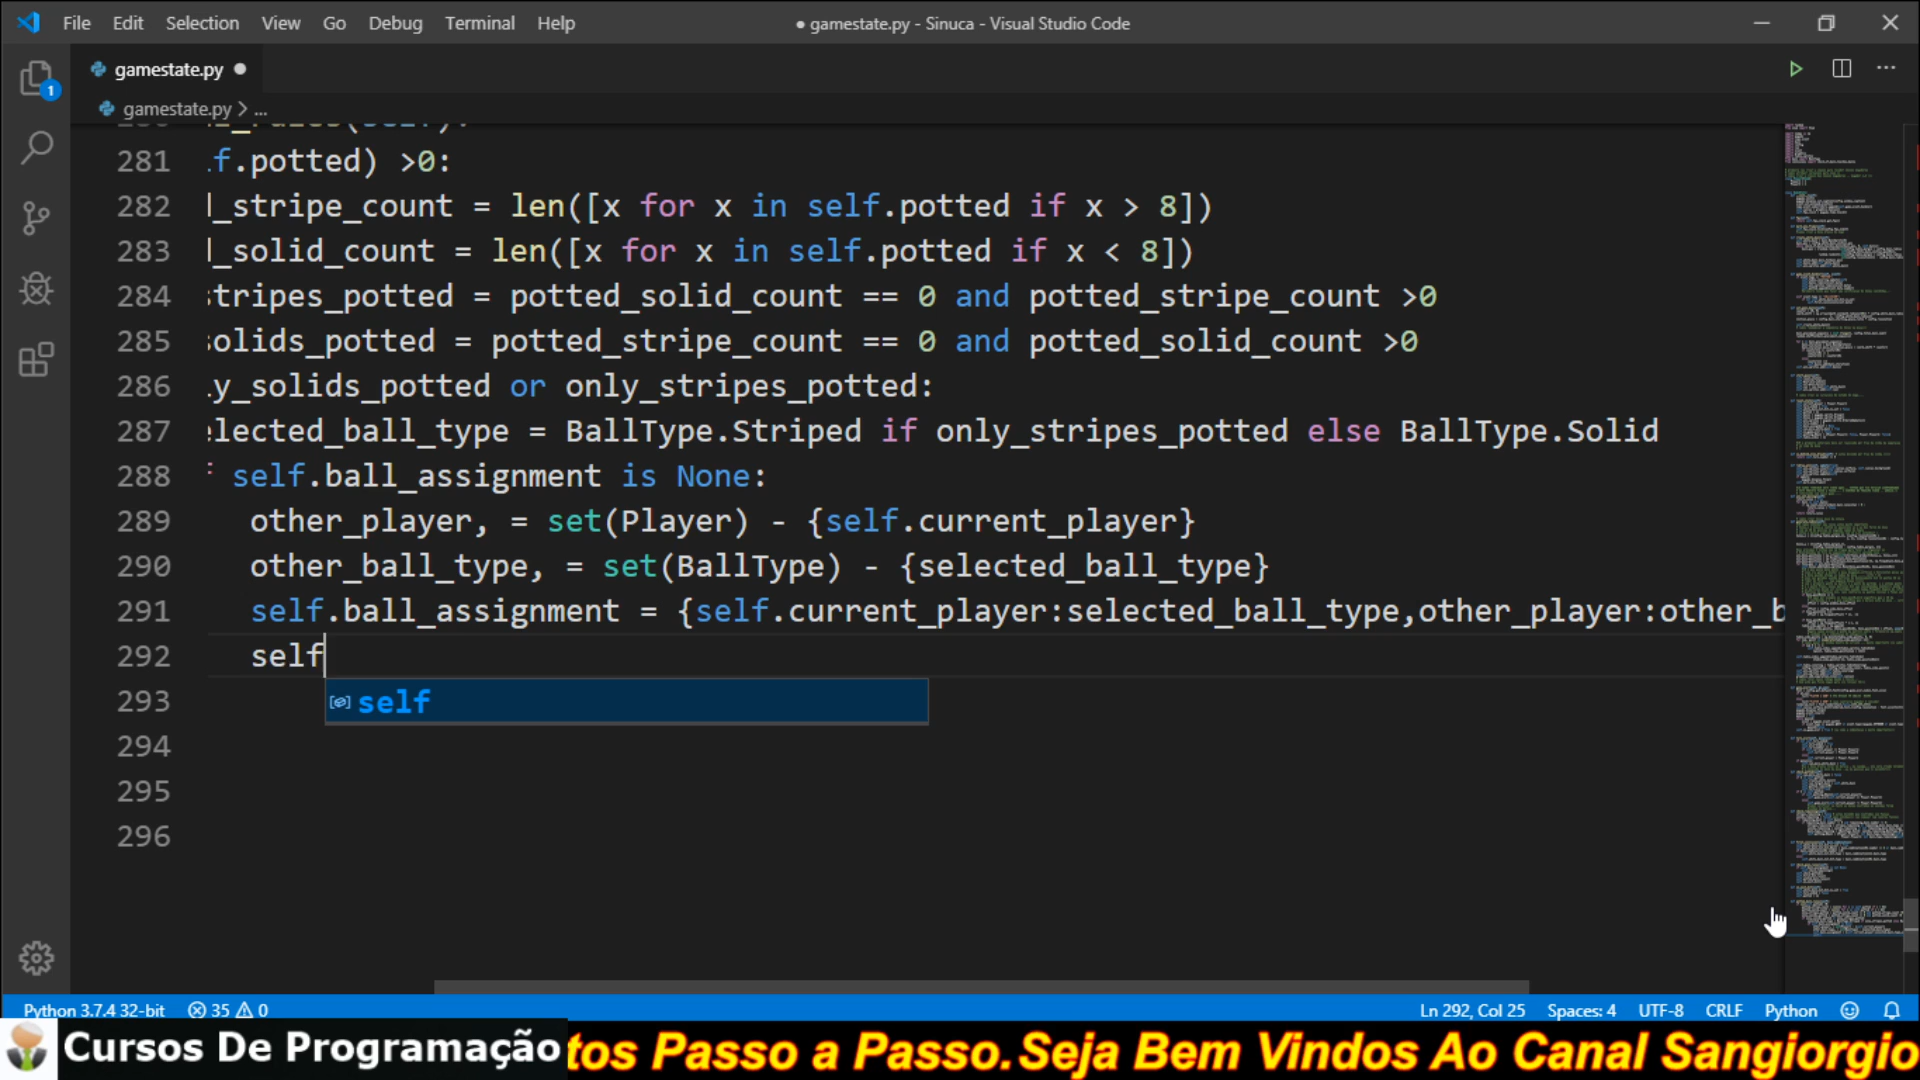 File Edit Selection View Go Debug Terminal Help
● gamestate.py - Sinuca - Visual Studio Code
gamestate.py ●
1
gamestate.py > ...
281 .f.potted) >0:
282 l_stripe_count = len([x for x in self.potted if x > 8])
283 l_solid_count = len([x for x in self.potted if x < 8])
284 tripes_potted = potted_solid_count == 0 and potted_stripe_count >0
285 olids_potted = potted_stripe_count == 0 and potted_solid_count >0
286 y_solids_potted or only_stripes_potted:
287 lected_ball_type = BallType.Striped if only_stripes_potted else BallType.Solid
288 f self.ball_assignment is None:
289 other_player, = set(Player) - {self.current_player}
290 other_ball_type, = set(BallType) - {selected_ball_type}
291 self.ball_assignment = {self.current_player:selected_ball_type,other_player:other_b
292 self
293 self
294
295
296
Python 3.7.4 32-bit 35 0 Ln 292, Col 25 Spaces: 4 UTF-8 CRLF Python
Cursos De Programação tos Passo a Passo. Seja Bem Vindos Ao Canal Sangiorgio